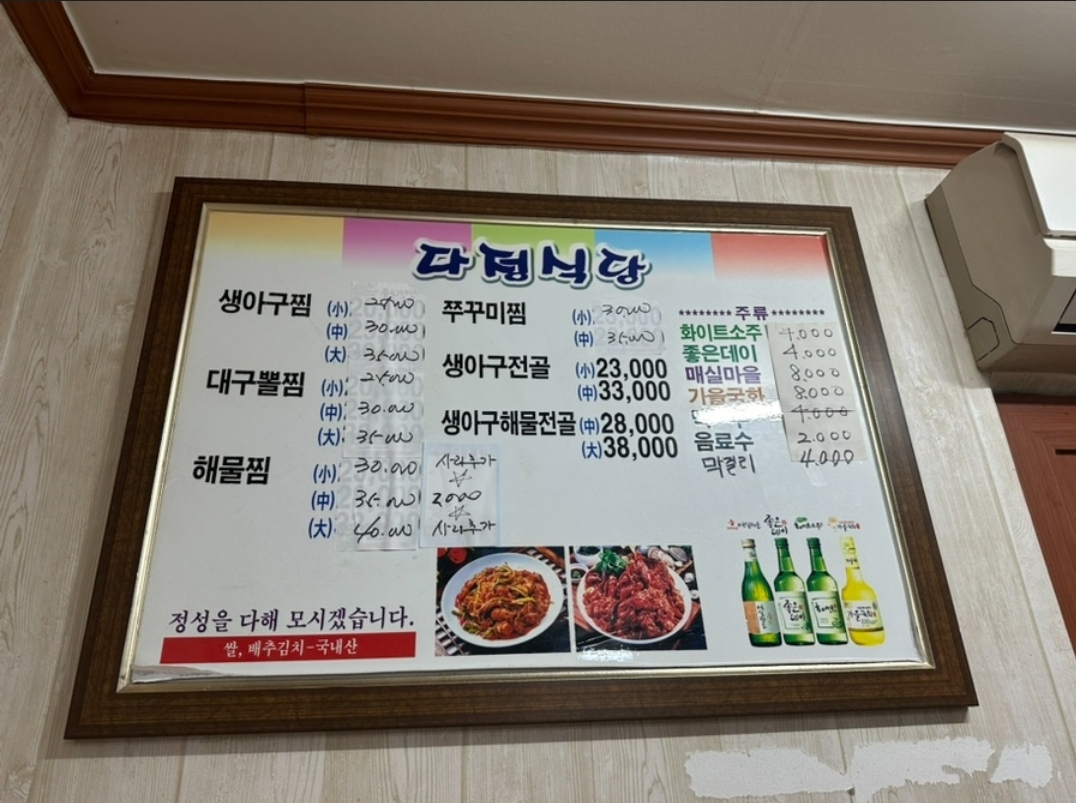 다정식당
생아구찜 (小)
(中) 30.000
(大) 35.000
대구뽈찜 (小)
(中) 30.000
(大) 35.000
해물찜 (小) 30.000
(中) 35.000
(大) 40.000
사리추가
2000
사리추가
쭈꾸미찜 (小) 30.000
(中) 35.000
생아구전골 (小) 23,000
(中) 33,000
생아구해물전골 (中) 28,000
(大) 38,000
******** 주류 ********
화이트소주 4.000
좋은데이 4.000
매실마을 8.000
가을국화 8.000
4.000
음료수 2.000
막걸리 4.000
좋은데이
정성을 다해 모시겠습니다.
쌀, 배추김치-국내산